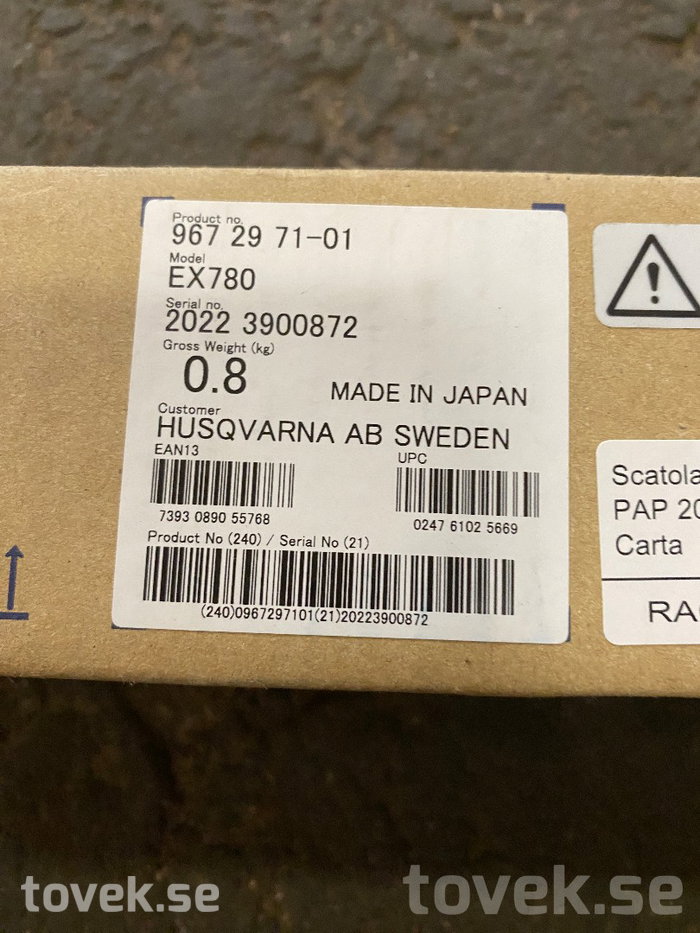 Product no.
967 29 71-01
Model
EX780
Serial no.
2022 3900872
Gross Weight (kg)
0.8
MADE IN JAPAN
Customer
HUSQVARNA AB SWEDEN
EAN13
UPC
7393 0890 55768
0247 6102 5669
Product No (240) / Serial No (21)
(240)0967297101(21)20223900872
!
Scatola
PAP 20
Carta
RA
tovek.se
tovek.se